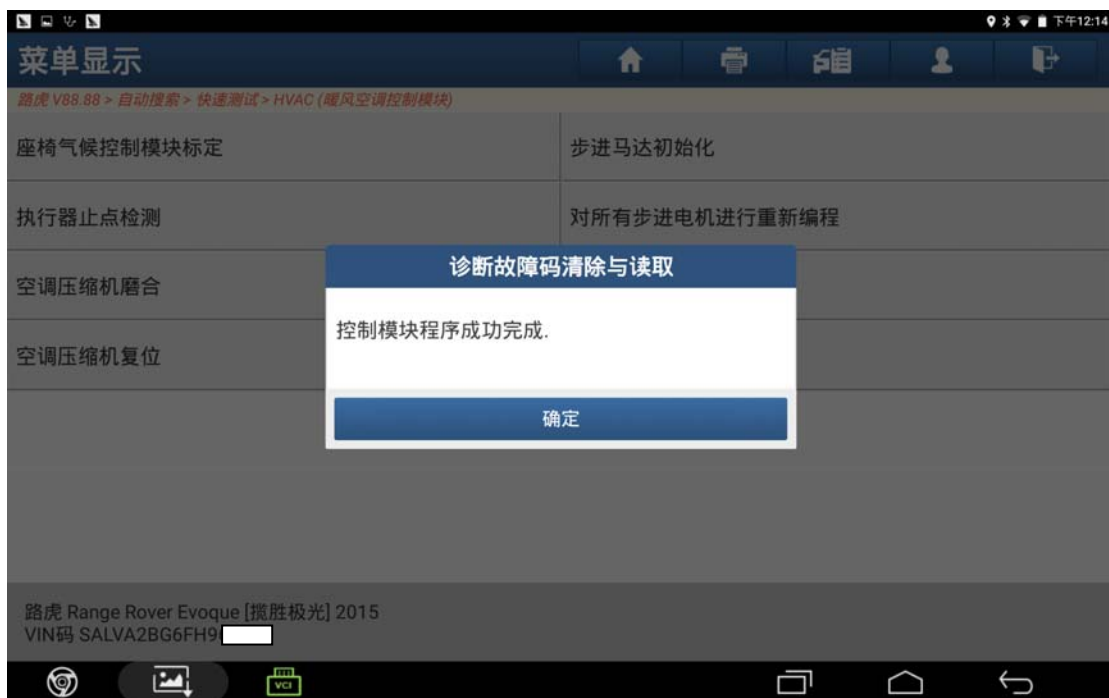 下午12:14
菜单显示
路虎 V88.88 > 自动搜索 > 快速测试 > HVAC (暖风空调控制模块)
座椅气候控制模块标定
步进马达初始化
执行器止点检测
对所有步进电机进行重新编程
空调压缩机磨合
空调压缩机复位
诊断故障码清除与读取
控制模块程序成功完成.
确定
路虎 Range Rover Evoque [揽胜极光] 2015
VIN码 SALVA2BG6FH9
VCI